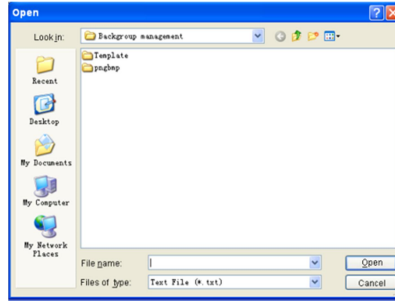 Open
Look in: Backgroup management
Template
pngbmp
Recent
Desktop
My Documents
My Computer
My Network
Places
File name: Open
Files of type: Text File (*.txt) Cancel